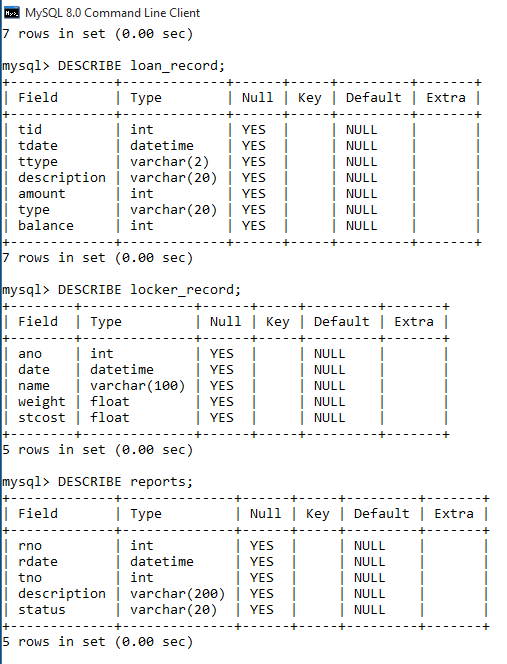 MySQL 8.0 Command Line Client
7 rows in set (0.00 sec)
mysql> DESCRIBE loan_record;
+-------------+-------------+------+-----+---------+-------+
| Field       | Type        | Null | Key | Default | Extra |
+-------------+-------------+------+-----+---------+-------+
| tid         | int         | YES  |     | NULL    |       |
| tdate       | datetime    | YES  |     | NULL    |       |
| ttype       | varchar(2)  | YES  |     | NULL    |       |
| description | varchar(20) | YES  |     | NULL    |       |
| amount      | int         | YES  |     | NULL    |       |
| type        | varchar(20) | YES  |     | NULL    |       |
| balance     | int         | YES  |     | NULL    |       |
+-------------+-------------+------+-----+---------+-------+
7 rows in set (0.00 sec)
mysql> DESCRIBE locker_record;
+--------+--------------+------+-----+---------+-------+
| Field  | Type         | Null | Key | Default | Extra |
+--------+--------------+------+-----+---------+-------+
| ano    | int          | YES  |     | NULL    |       |
| date   | datetime     | YES  |     | NULL    |       |
| name   | varchar(100) | YES  |     | NULL    |       |
| weight | float        | YES  |     | NULL    |       |
| stcost | float        | YES  |     | NULL    |       |
+--------+--------------+------+-----+---------+-------+
5 rows in set (0.00 sec)
mysql> DESCRIBE reports;
+-------------+--------------+------+-----+---------+-------+
| Field       | Type         | Null | Key | Default | Extra |
+-------------+--------------+------+-----+---------+-------+
| rno         | int          | YES  |     | NULL    |       |
| rdate       | datetime     | YES  |     | NULL    |       |
| tno         | int          | YES  |     | NULL    |       |
| description | varchar(200) | YES  |     | NULL    |       |
| status      | varchar(20)  | YES  |     | NULL    |       |
+-------------+--------------+------+-----+---------+-------+
5 rows in set (0.00 sec)